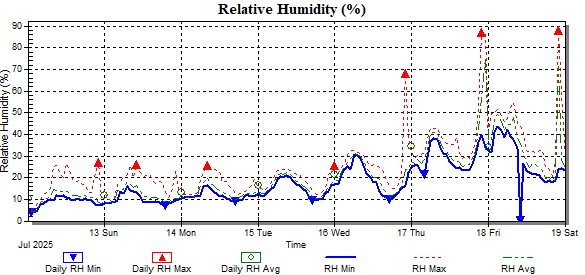 Relative Humidity (%)
Relative Humidity (%)
90
80
70
60
50
40
30
20
10
0
13 Sun
14 Mon
15 Tue
16 Wed
17 Thu
18 Fri
19 Sat
Jul 2025
Time
Daily RH Min
Daily RH Max
Daily RH Avg
RH Min
RH Max
RH Avg